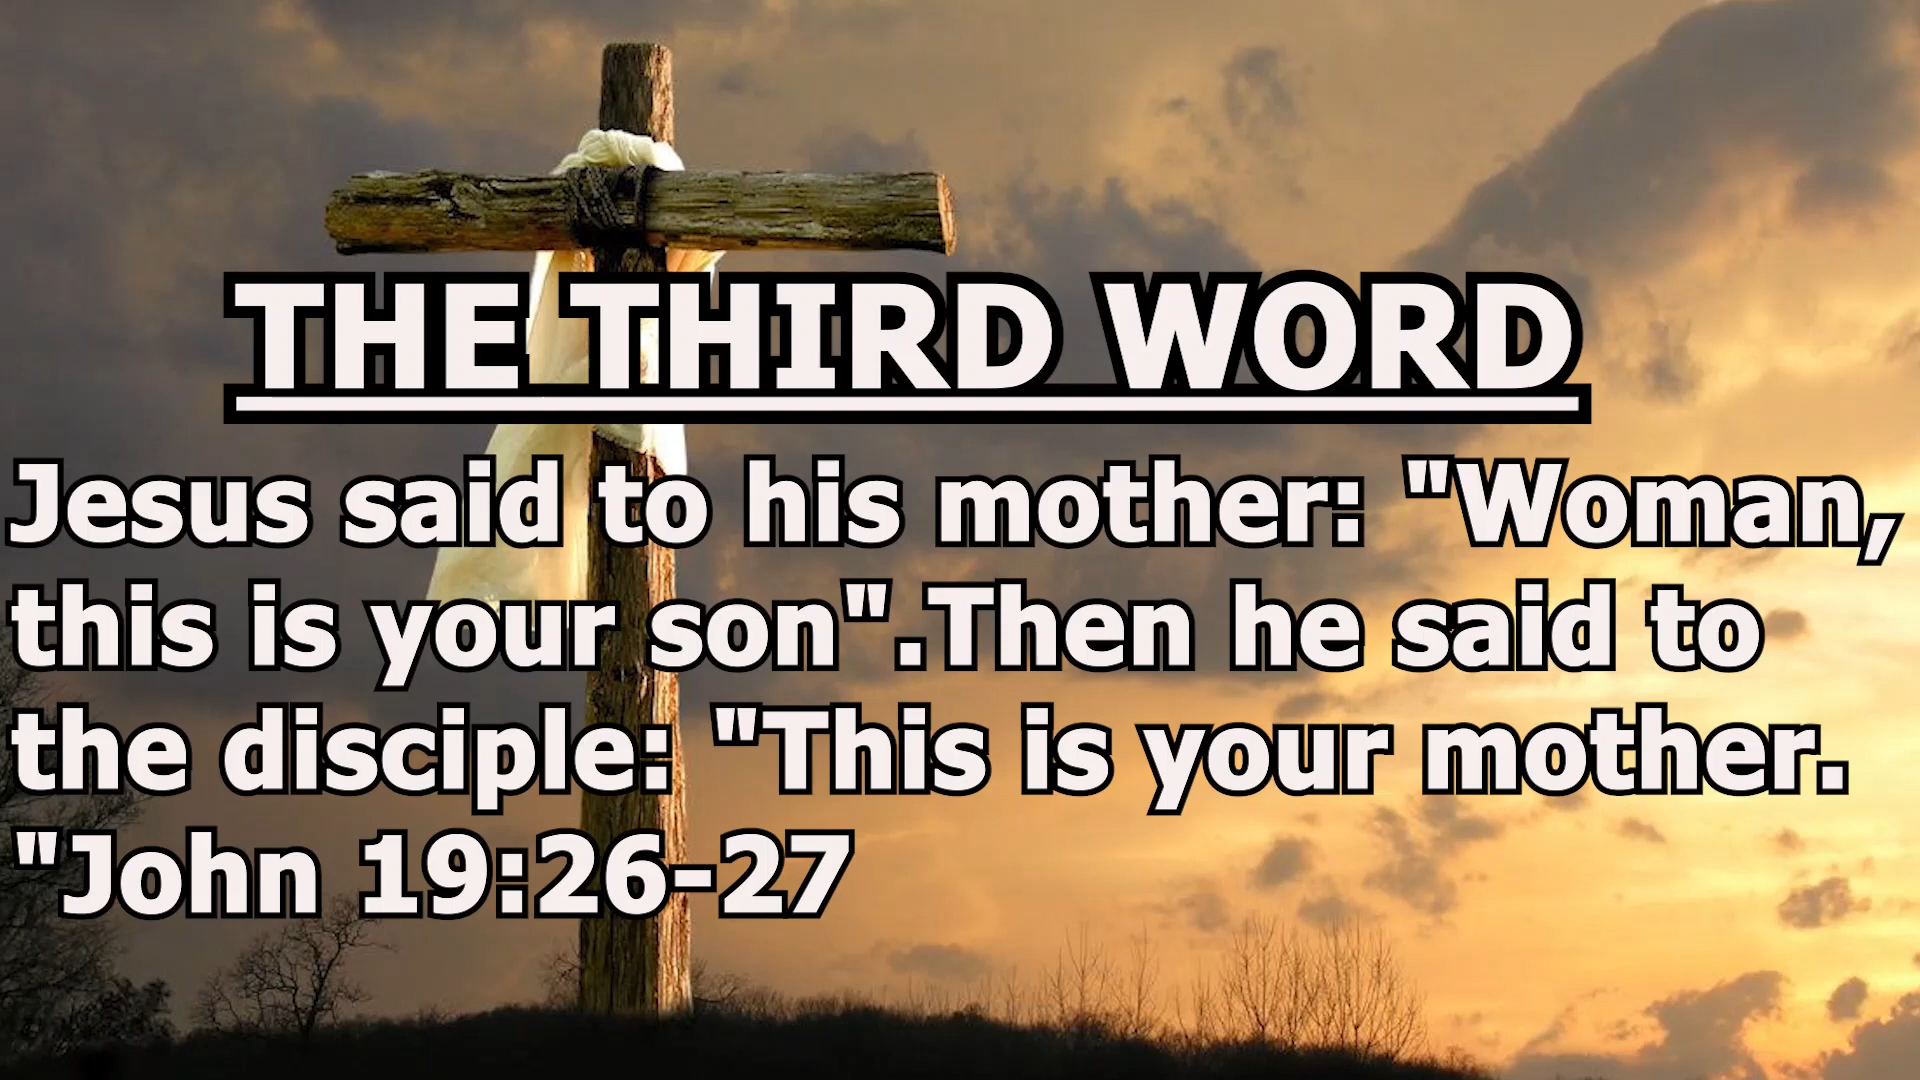 THE THIRD WORD
Jesus said to his mother: "Woman,
this is your son".Then he said to
the disciple: "This is your mother.
"John 19:26-27